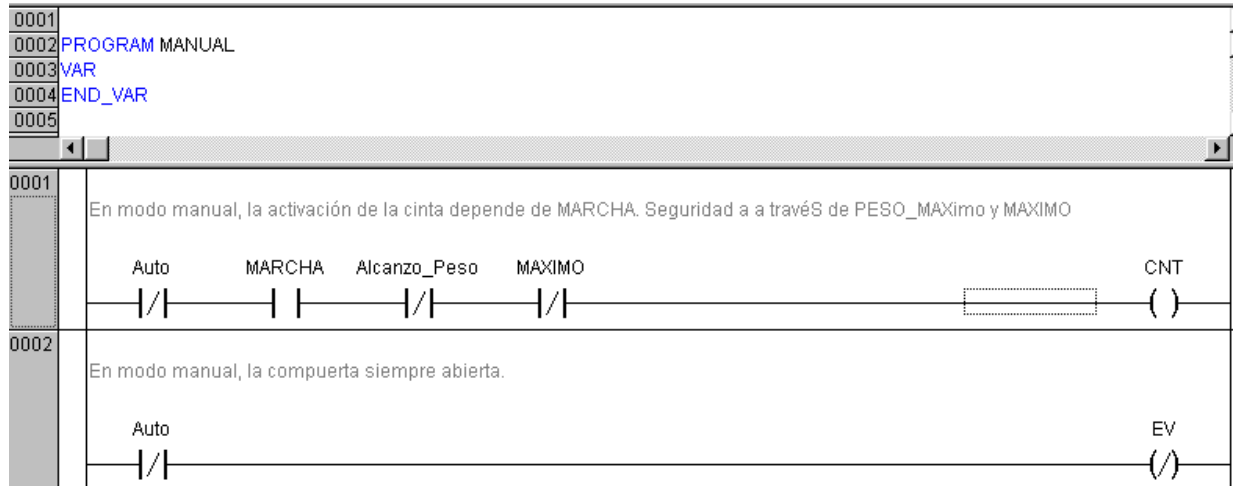 0001
0002 PROGRAM MANUAL
0003 VAR
0004 END_VAR
0005
0001
En modo manual, la activación de la cinta depende de MARCHA. Seguridad a a travéS de PESO_MAXimo y MAXIMO
Auto MARCHA Alcanzo_Peso MAXIMO CNT
0002
En modo manual, la compuerta siempre abierta.
Auto EV